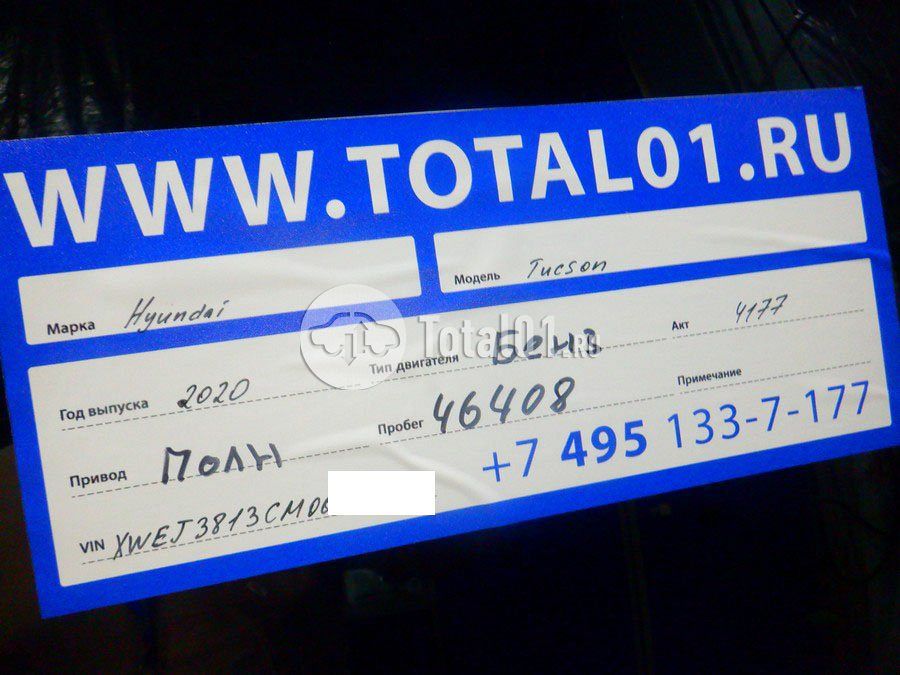 WWW.TOTAL01.RU
Марка Hyundai Модель Tucson
Год выпуска 2020 Тип двигателя Бенз Акт 4177
Привод Полн Пробег 46408 Примечание
+7 495 133-7-177
VIN XWEJ3813CM06
Total01.RU